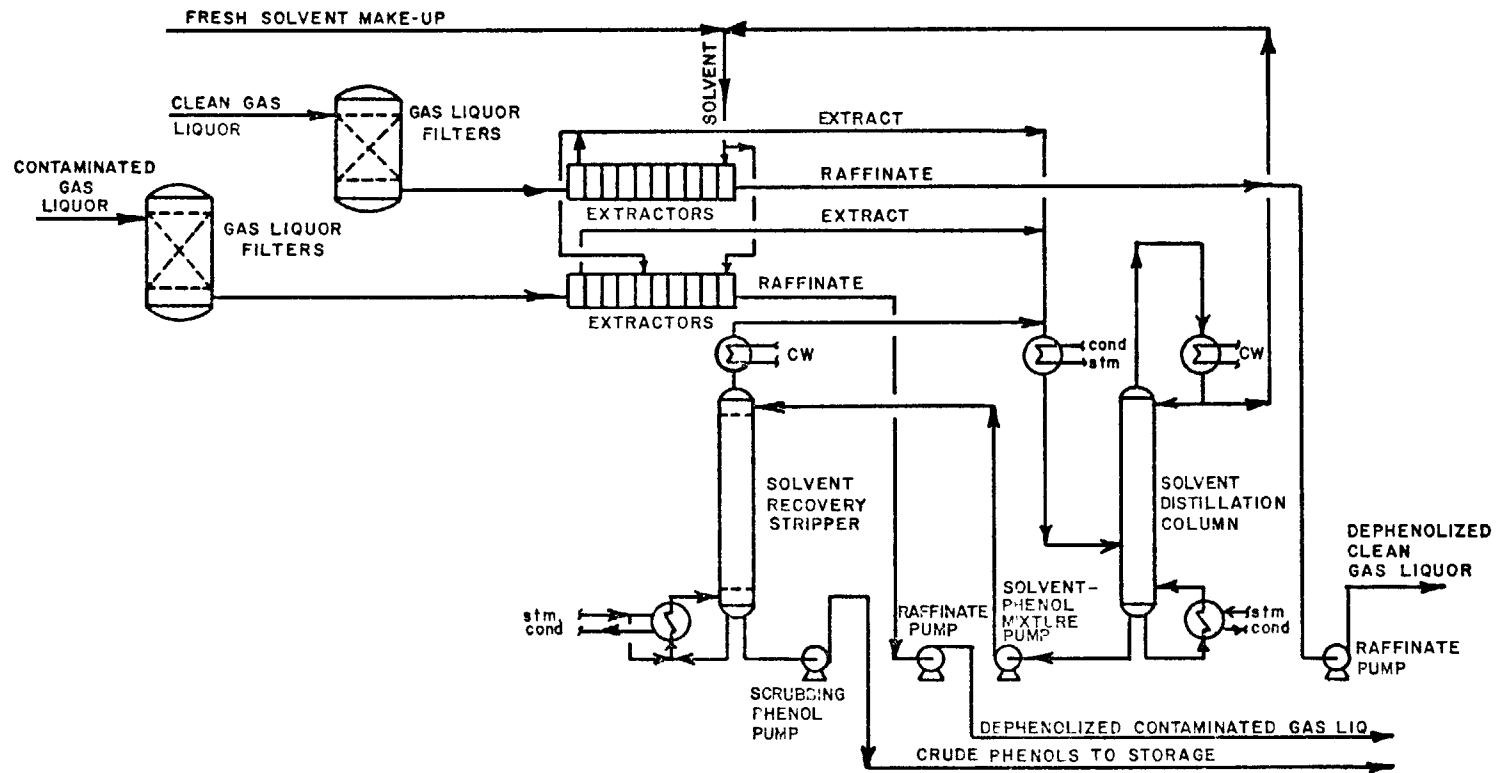 FRESH SOLVENT MAKE-UP
SOLVENT
CLEAN GAS
LIQUOR
GAS LIQUOR
FILTERS
EXTRACT
CONTAMINATED
GAS
LIQUOR
RAFFINATE
EXTRACTORS
EXTRACT
GAS LIQUOR
FILTERS
RAFFINATE
EXTRACTORS
CW
cond
stm
CW
SOLVENT
RECOVERY
STRIPPER
SOLVENT
DISTILLATION
COLUMN
DEPHENOLIZED
CLEAN
GAS LIQUOR
stm,
cond
RAFFINATE
PUMP
SOLVENT-
PHENOL
MIXTURE
PUMP
stm
cond
RAFFINATE
PUMP
SCRUBBING
PHENOL
PUMP
DEPHENOLIZED CONTAMINATED GAS LIQ.
CRUDE PHENOLS TO STORAGE